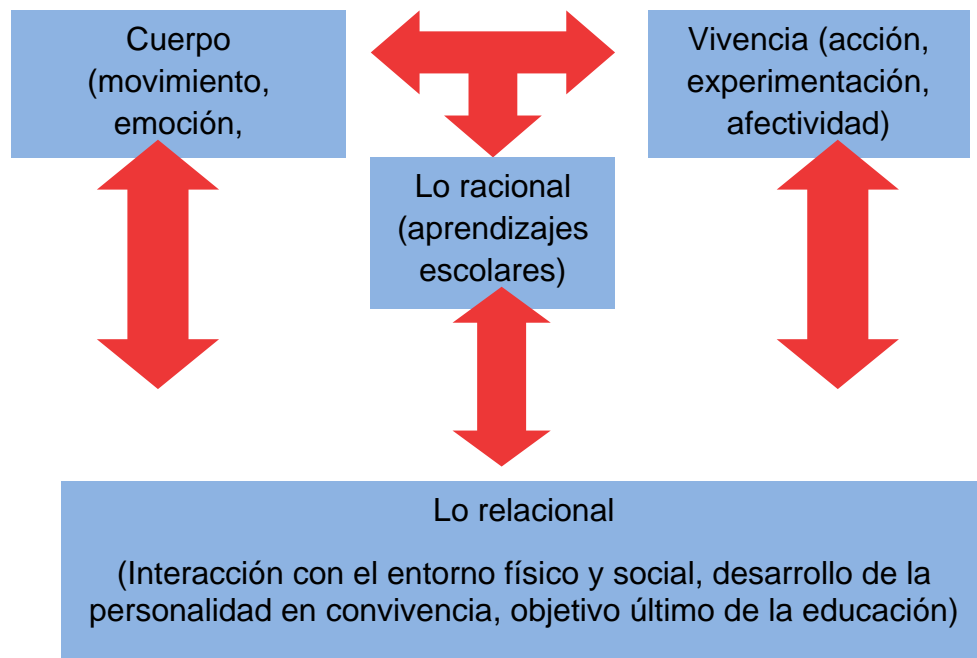 Cuerpo
(movimiento,
emoción,
Vivencia (acción,
experimentación,
afectividad)
Lo racional
(aprendizajes
escolares)
Lo relacional
(Interacción con el entorno físico y social, desarrollo de la
personalidad en convivencia, objetivo último de la educación)